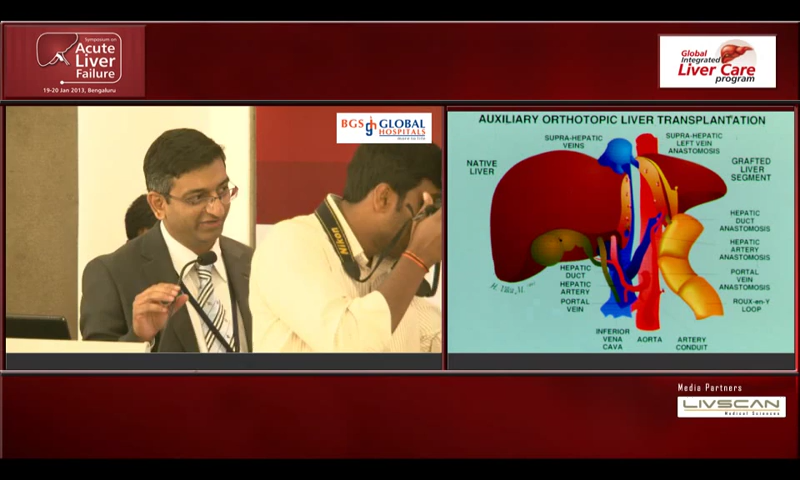 Symposium on
Acute
Liver
Failure
19-20 Jan 2013, Bengaluru
Global
Integrated
Liver Care
program
BGS GLOBAL
HOSPITALS
Nikon
AUXILIARY ORTHOTOPIC LIVER TRANSPLANTATION
SUPRA-HEPATIC
VEINS
SUPRA-HEPATIC
LEFT VEIN
ANASTOMOSIS
NATIVE
LIVER
GRAFTED
LIVER
SEGMENT
HEPATIC
DUCT
ANASTOMOSIS
HEPATIC
ARTERY
ANASTOMOSIS
PORTAL
VEIN
ANASTOMOSIS
ROUX-en-Y
LOOP
HEPATIC
DUCT
HEPATIC
ARTERY
PORTAL
VEIN
INFERIOR
VENA
CAVA
AORTA
ARTERY
CONDUIT
Media Partners
LIVSCAN
Medical Sciences